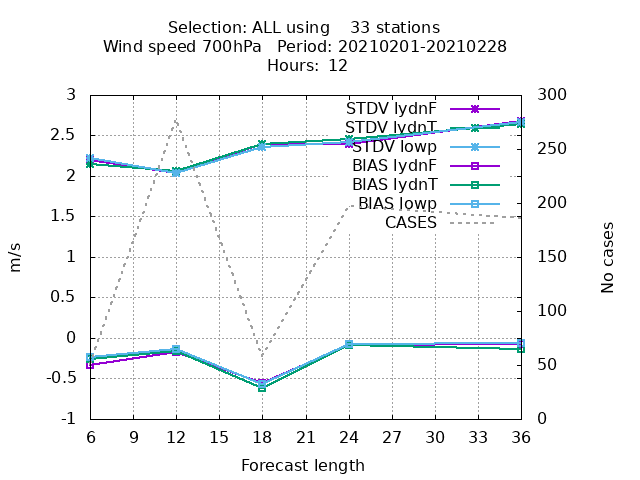 Selection: ALL using 33 stations
Wind speed 700hPa Period: 20210201-20210228
Hours: 12
3
2.5
2
1.5
1
0.5
0
-0.5
-1
m/s
300
250
200
150
100
50
0
No cases
STDV lydnF
STDV lydnT
STDV lowp
BIAS lydnF
BIAS lydnT
BIAS lowp
CASES
6 9 12 15 18 21 24 27 30 33 36
Forecast length